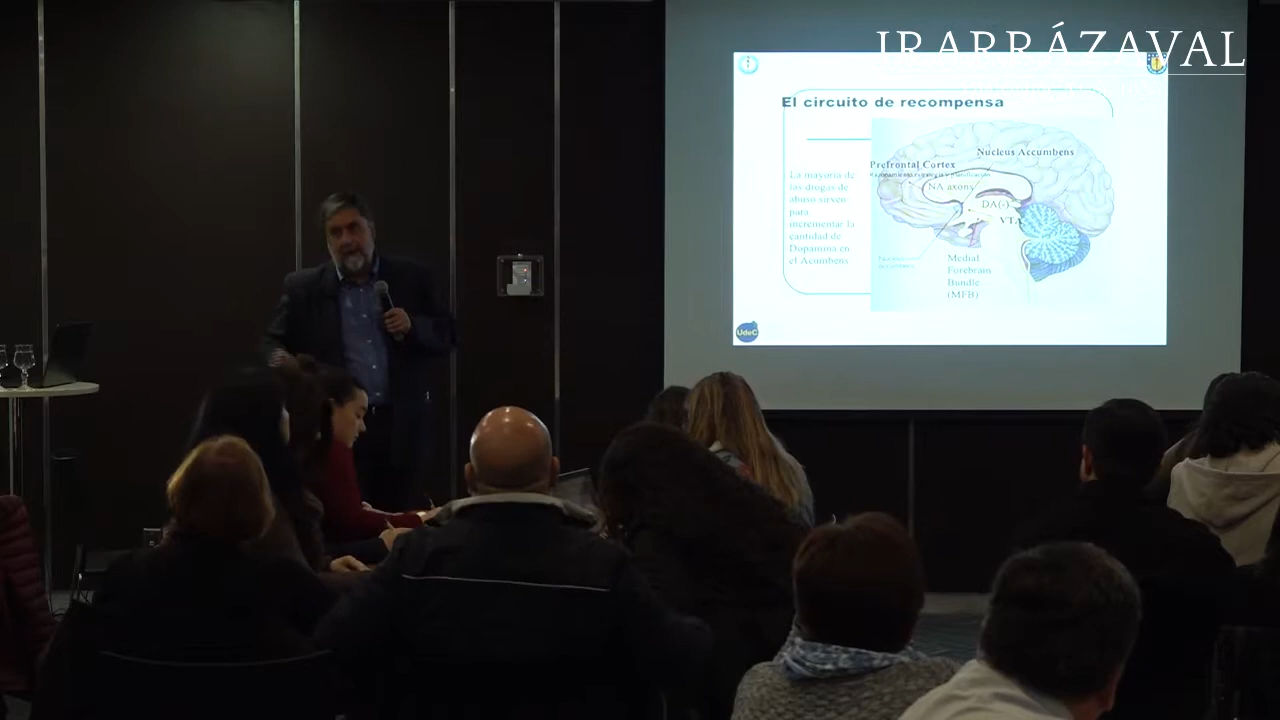 IRARRÁZAVAL
El circuito de recompensa
La mayoría de
las drogas de
abuso sirven
para
incrementar la
cantidad de
Dopamina en
el Acumbens
Nucleus Accumbens
Prefrontal Cortex
NA axons
DA(-)
VTA
Medial
Forebrain
Bundle
(MFB)
UdeC